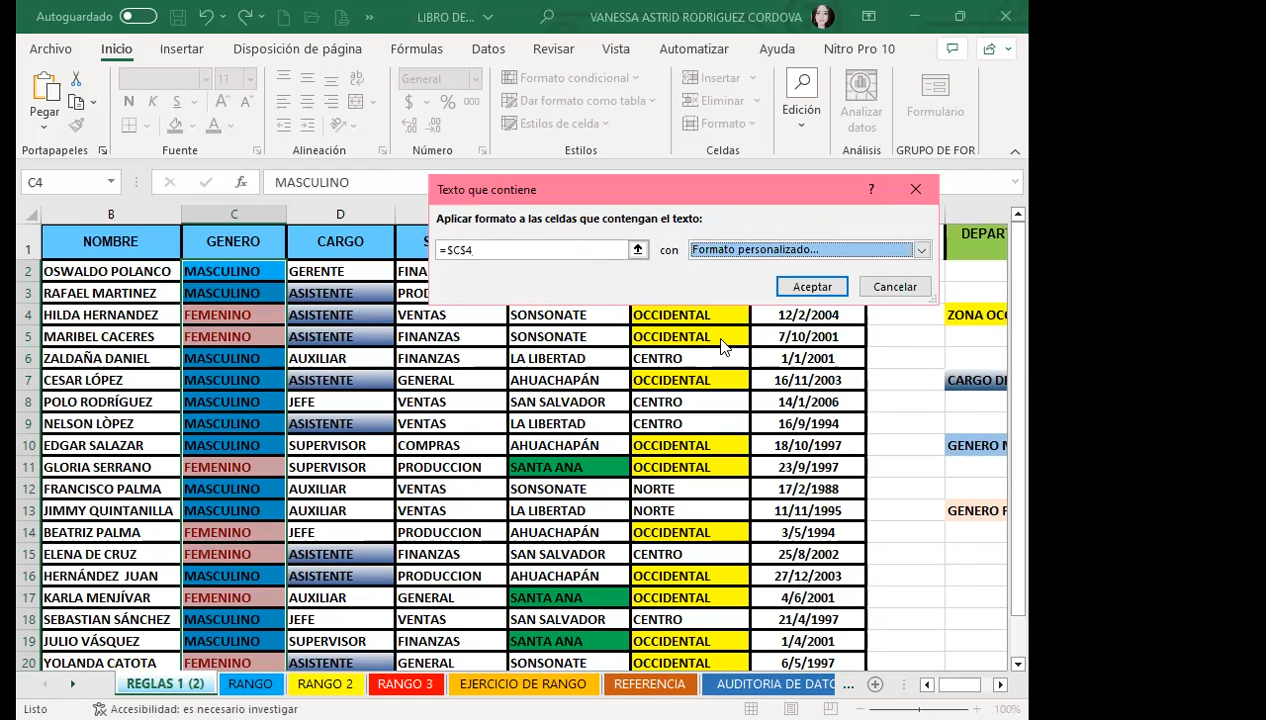 Autoguardado LIBRO DE... VANESSA ASTRID RODRIGUEZ CORDOVA
Archivo Inicio Insertar Disposición de página Fórmulas Datos Revisar Vista Automatizar Ayuda Nitro Pro 10
Pegar
Portapapeles
11
N K S
Fuente
Alineación
General
$ % 000
Número
Formato condicional
Dar formato como tabla
Estilos de celda
Estilos
Insertar
Eliminar
Formato
Celdas
Edición
Analizar datos
Análisis
Formulario
GRUPO DE FOR
C4 fx MASCULINO
Texto que contiene ?
Aplicar formato a las celdas que contengan el texto:
=$C$4 con Formato personalizado...
Aceptar Cancelar
B C D
1 NOMBRE GENERO CARGO S DEPAR
2 OSWALDO POLANCO MASCULINO GERENTE FINA
3 RAFAEL MARTINEZ MASCULINO ASISTENTE PROD
4 HILDA HERNANDEZ FEMENINO ASISTENTE VENTAS SONSONATE OCCIDENTAL 12/2/2004 ZONA OCC
5 MARIBEL CACERES FEMENINO ASISTENTE FINANZAS SONSONATE OCCIDENTAL 7/10/2001
6 ZALDAÑA DANIEL MASCULINO AUXILIAR FINANZAS LA LIBERTAD CENTRO 1/1/2001
7 CESAR LÓPEZ MASCULINO ASISTENTE GENERAL AHUACHAPÁN OCCIDENTAL 16/11/2003 CARGO DE
8 POLO RODRÍGUEZ MASCULINO JEFE VENTAS SAN SALVADOR CENTRO 14/1/2006
9 NELSON LÒPEZ MASCULINO ASISTENTE VENTAS LA LIBERTAD CENTRO 16/9/1994
10 EDGAR SALAZAR MASCULINO SUPERVISOR COMPRAS AHUACHAPÁN OCCIDENTAL 18/10/1997 GENERO M
11 GLORIA SERRANO FEMENINO SUPERVISOR PRODUCCION SANTA ANA OCCIDENTAL 23/9/1997
12 FRANCISCO PALMA MASCULINO AUXILIAR VENTAS SONSONATE NORTE 17/2/1988
13 JIMMY QUINTANILLA MASCULINO AUXILIAR VENTAS LA LIBERTAD NORTE 11/11/1995 GENERO F
14 BEATRIZ PALMA FEMENINO JEFE PRODUCCION AHUACHAPÁN OCCIDENTAL 3/5/1994
15 ELENA DE CRUZ FEMENINO ASISTENTE FINANZAS SAN SALVADOR CENTRO 25/8/2002
16 HERNÁNDEZ JUAN MASCULINO ASISTENTE PRODUCCION AHUACHAPÁN OCCIDENTAL 27/12/2003
17 KARLA MENJÍVAR FEMENINO AUXILIAR GENERAL SANTA ANA OCCIDENTAL 4/6/2001
18 SEBASTIAN SÁNCHEZ MASCULINO JEFE VENTAS SAN SALVADOR CENTRO 21/4/1997
19 JULIO VÁSQUEZ MASCULINO SUPERVISOR FINANZAS SANTA ANA OCCIDENTAL 1/4/2001
20 YOLANDA CATOTA FEMENINO ASISTENTE GENERAL SONSONATE OCCIDENTAL 6/5/1997
REGLAS 1 (2) RANGO RANGO 2 RANGO 3 EJERCICIO DE RANGO REFERENCIA AUDITORIA DE DATO ...
Listo Accesibilidad: es necesario investigar 100%